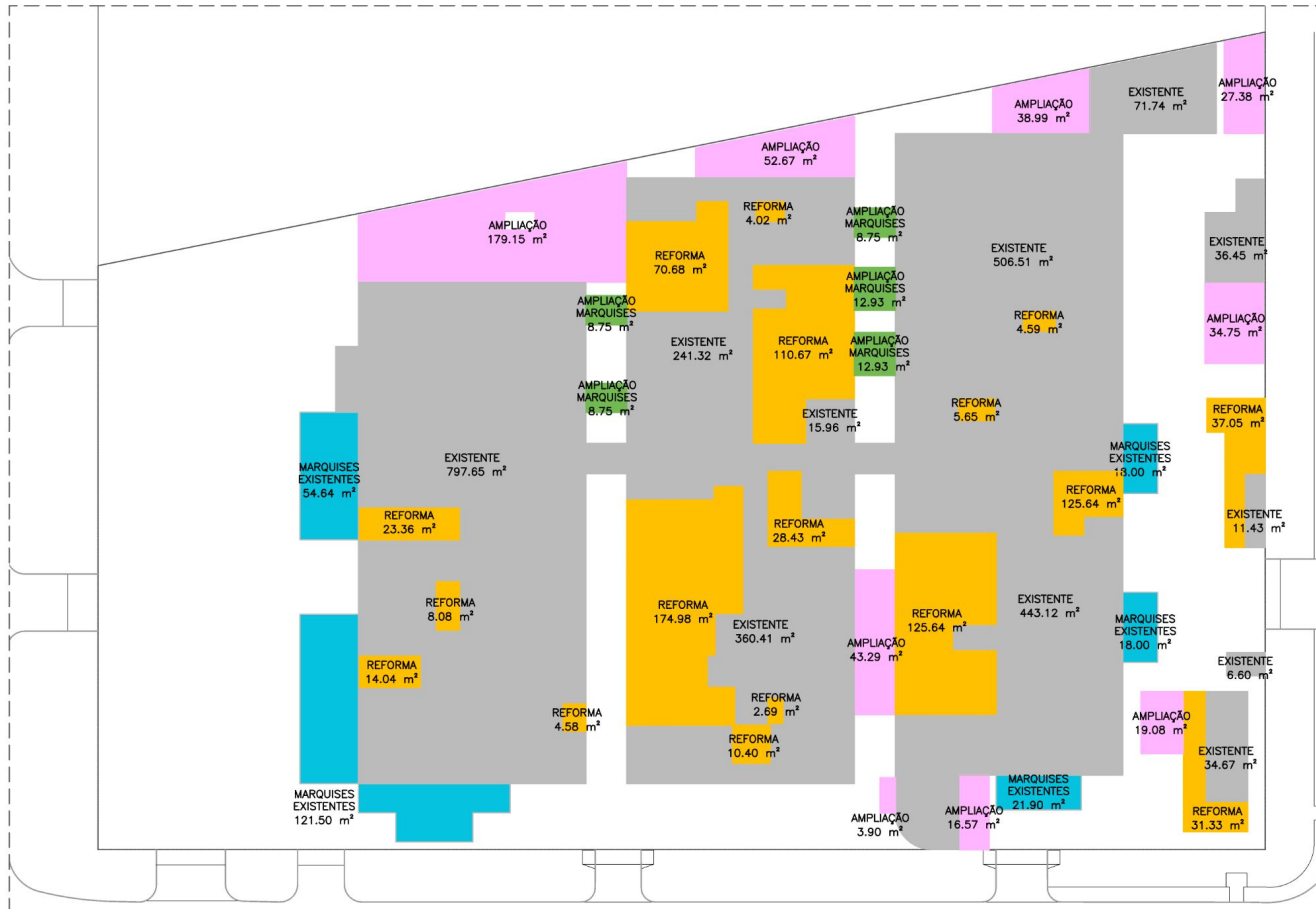 AMPLIAÇÃO
27.38 m²
EXISTENTE
71.74 m²
AMPLIAÇÃO
38.99 m²
AMPLIAÇÃO
52.67 m²
AMPLIAÇÃO
179.15 m²
REFORMA
4.02 m²
AMPLIAÇÃO
MARQUISES
8.75 m²
REFORMA
70.68 m²
EXISTENTE
506.51 m²
EXISTENTE
36.45 m²
AMPLIAÇÃO
MARQUISES
12.93 m²
AMPLIAÇÃO
MARQUISES
8.75 m²
REFORMA
4.59 m²
AMPLIAÇÃO
34.75 m²
EXISTENTE
241.32 m²
REFORMA
110.67 m²
AMPLIAÇÃO
MARQUISES
12.93 m²
AMPLIAÇÃO
MARQUISES
8.75 m²
EXISTENTE
15.96 m²
REFORMA
5.65 m²
REFORMA
37.05 m²
EXISTENTE
797.65 m²
MARQUISES
EXISTENTES
54.64 m²
MARQUISES
EXISTENTES
18.00 m²
REFORMA
125.64 m²
REFORMA
23.36 m²
REFORMA
28.43 m²
EXISTENTE
11.43 m²
REFORMA
8.08 m²
REFORMA
174.98 m²
EXISTENTE
360.41 m²
REFORMA
125.64 m²
EXISTENTE
443.12 m²
MARQUISES
EXISTENTES
18.00 m²
AMPLIAÇÃO
43.29 m²
REFORMA
14.04 m²
EXISTENTE
6.60 m²
REFORMA
4.58 m²
REFORMA
2.69 m²
REFORMA
10.40 m²
AMPLIAÇÃO
19.08 m²
EXISTENTE
34.67 m²
MARQUISES
EXISTENTES
121.50 m²
MARQUISES
EXISTENTES
21.90 m²
AMPLIAÇÃO
3.90 m²
AMPLIAÇÃO
16.57 m²
REFORMA
31.33 m²